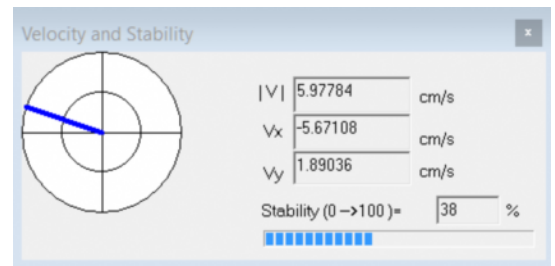 Velocity and Stability
x
|V| 5.97784 cm/s
Vx -5.67108 cm/s
Vy 1.89036 cm/s
Stability (0-->100)= 38 %